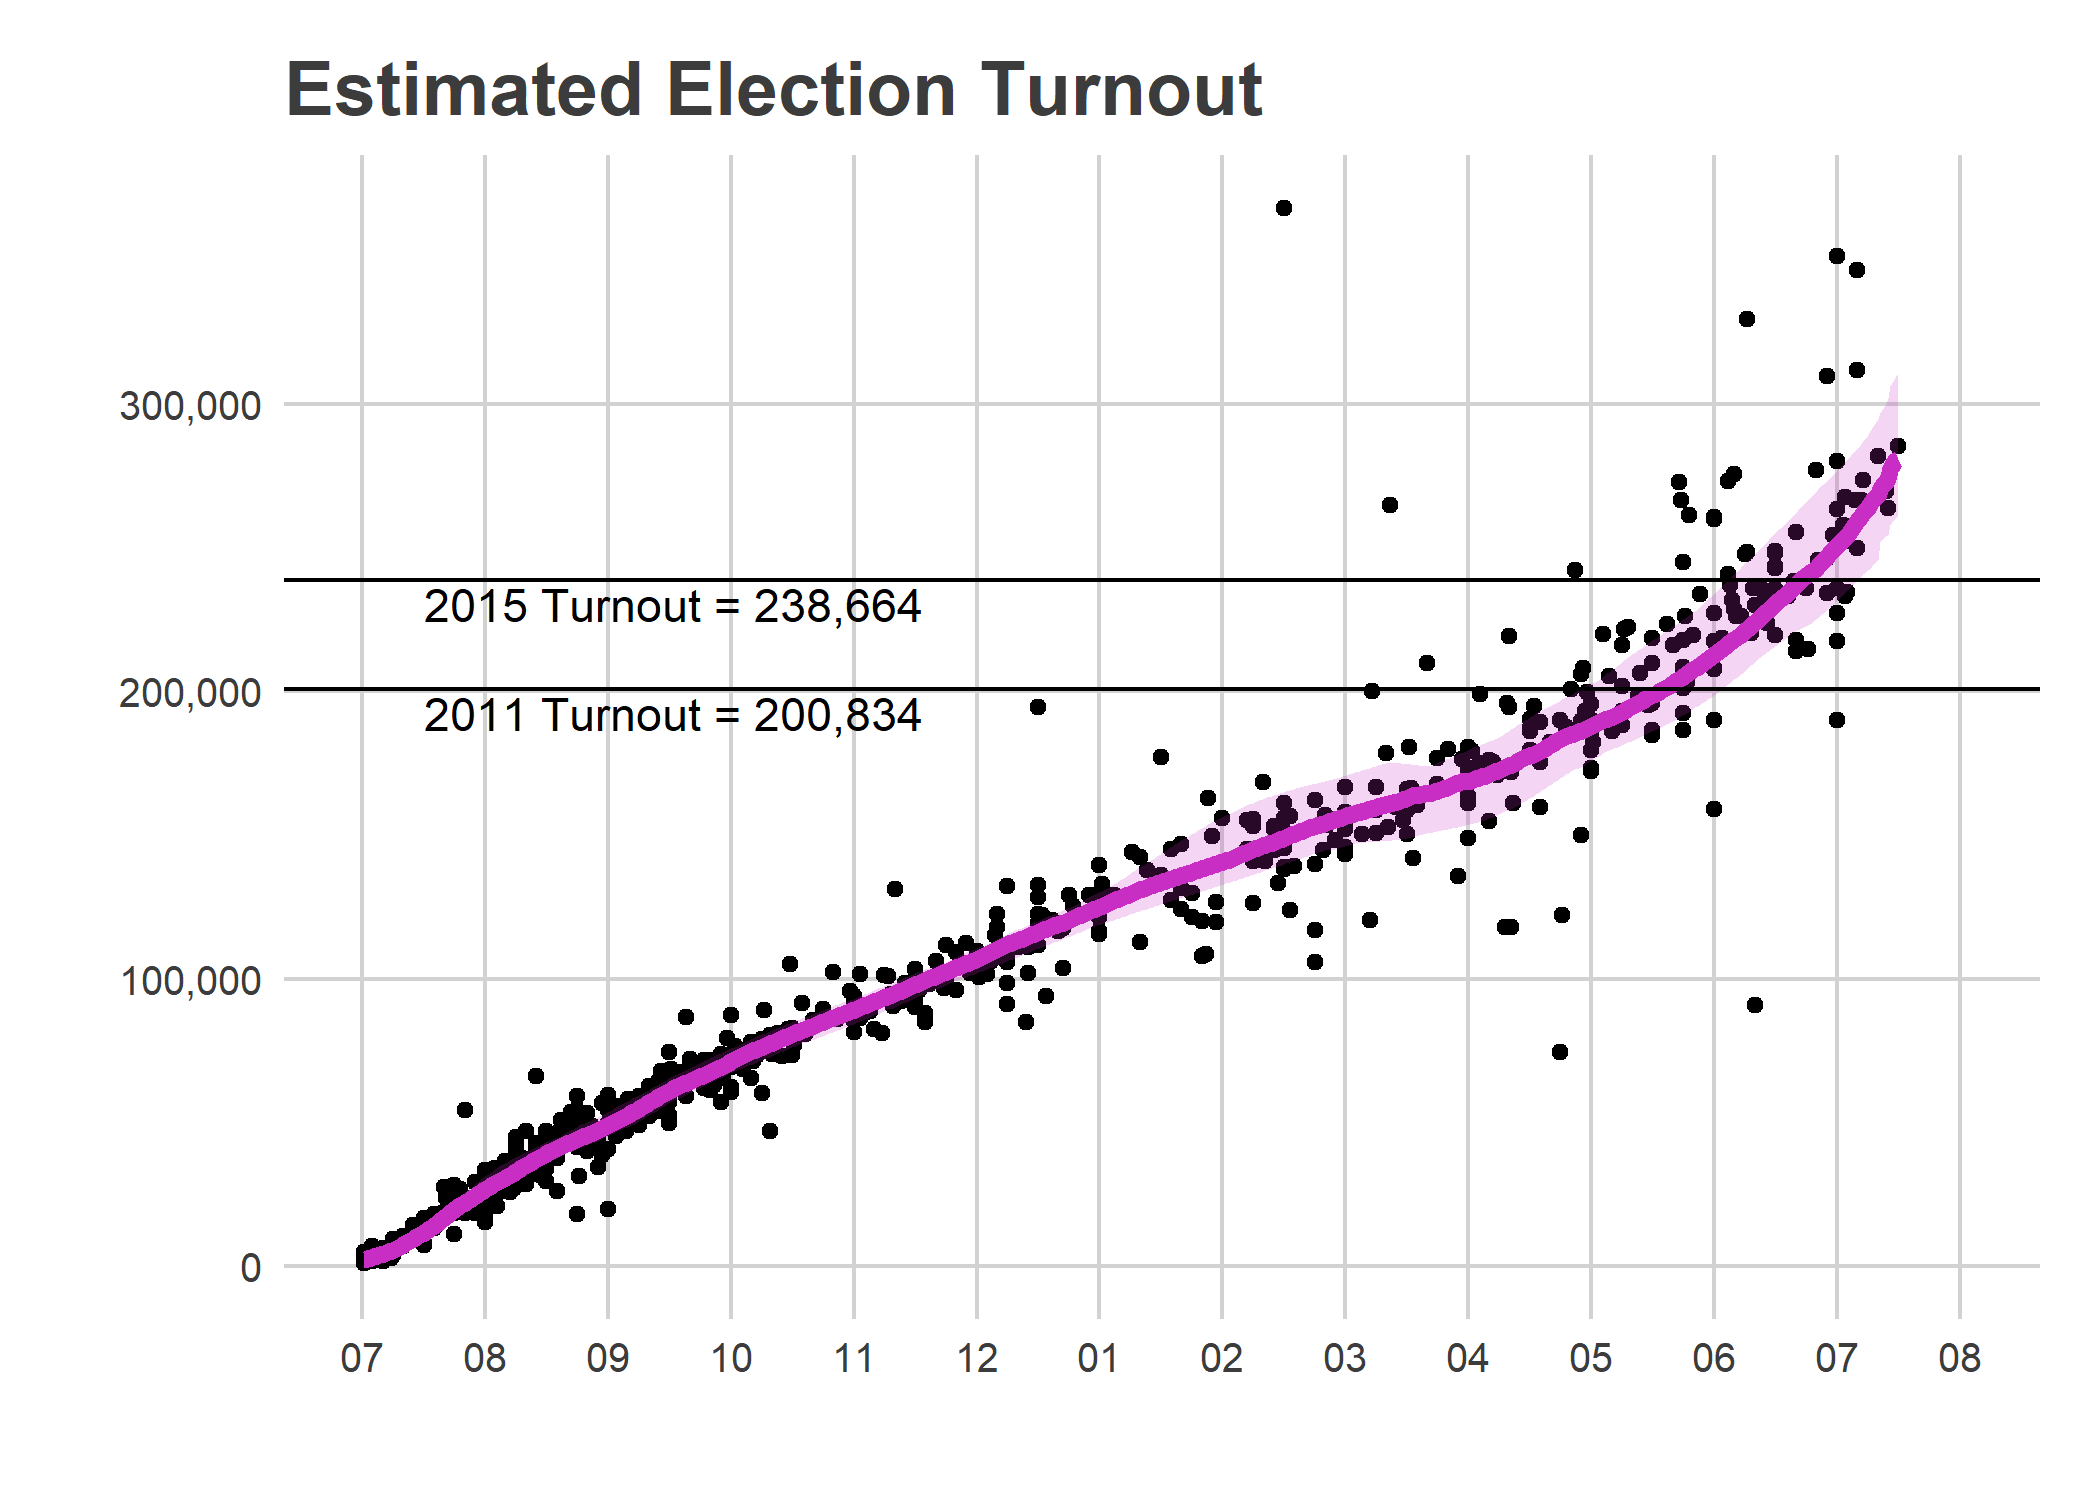 Estimated Election Turnout
300,000
2015 Turnout = 238,664
200,000
2011 Turnout = 200,834
100,000
0
07 08 09 10 11 12 01 02 03 04 05 06 07 08